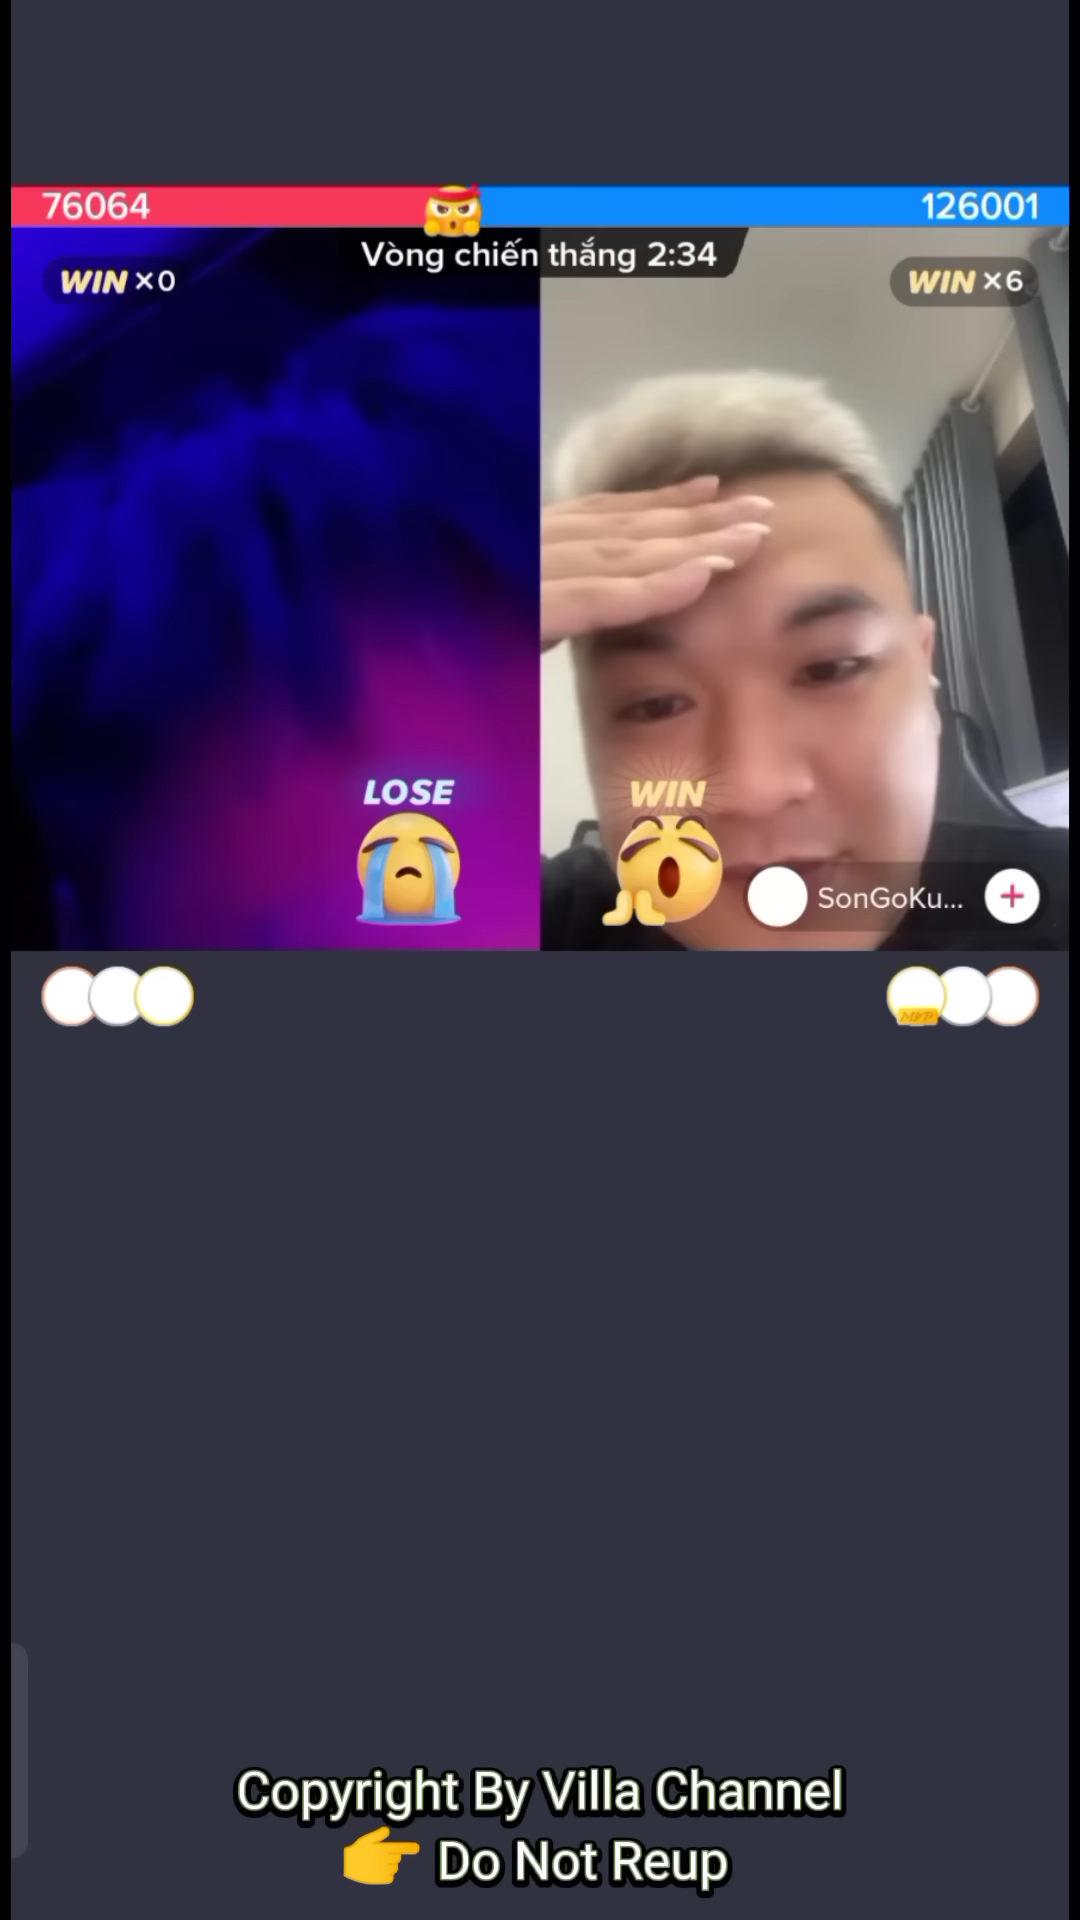 76064
126001
Vòng chiến thắng 2:34
WIN ×0
WIN ×6
LOSE
WIN
SonGoKu...
MVP
Copyright By Villa Channel
👉 Do Not Reup